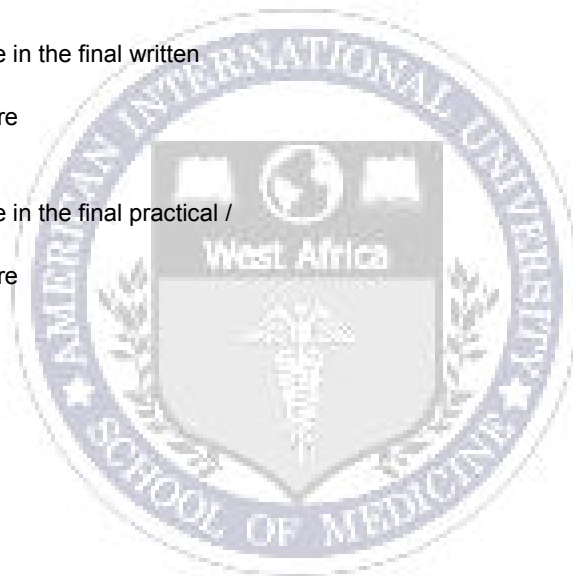 e in the final written
re
e in the final practical /
re
AMERICAN INTERNATIONAL UNIVERSITY
West Africa
SCHOOL OF MEDICINE